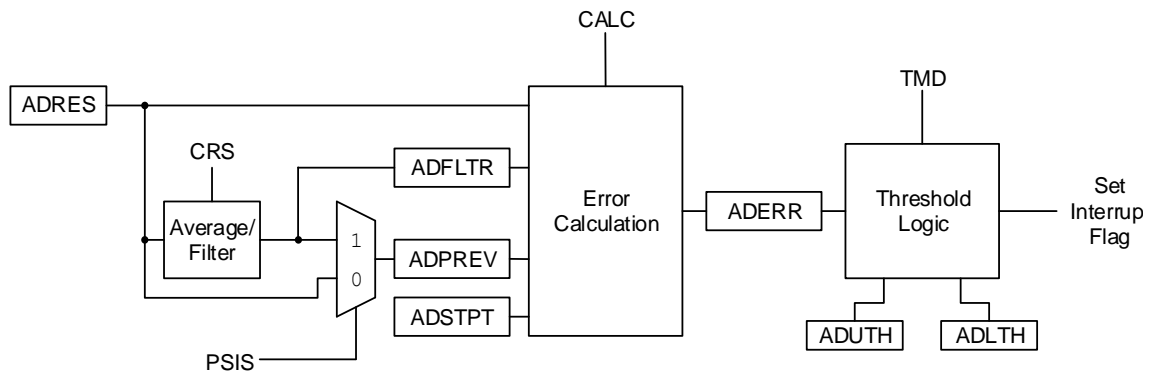 CALC
TMD
ADRES
CRS
ADFLTR
Average/
Filter
1
0
ADPREV
ADSTPT
PSIS
Error
Calculation
ADERR
Threshold
Logic
Set
Interrup
Flag
ADUTH
ADLTH